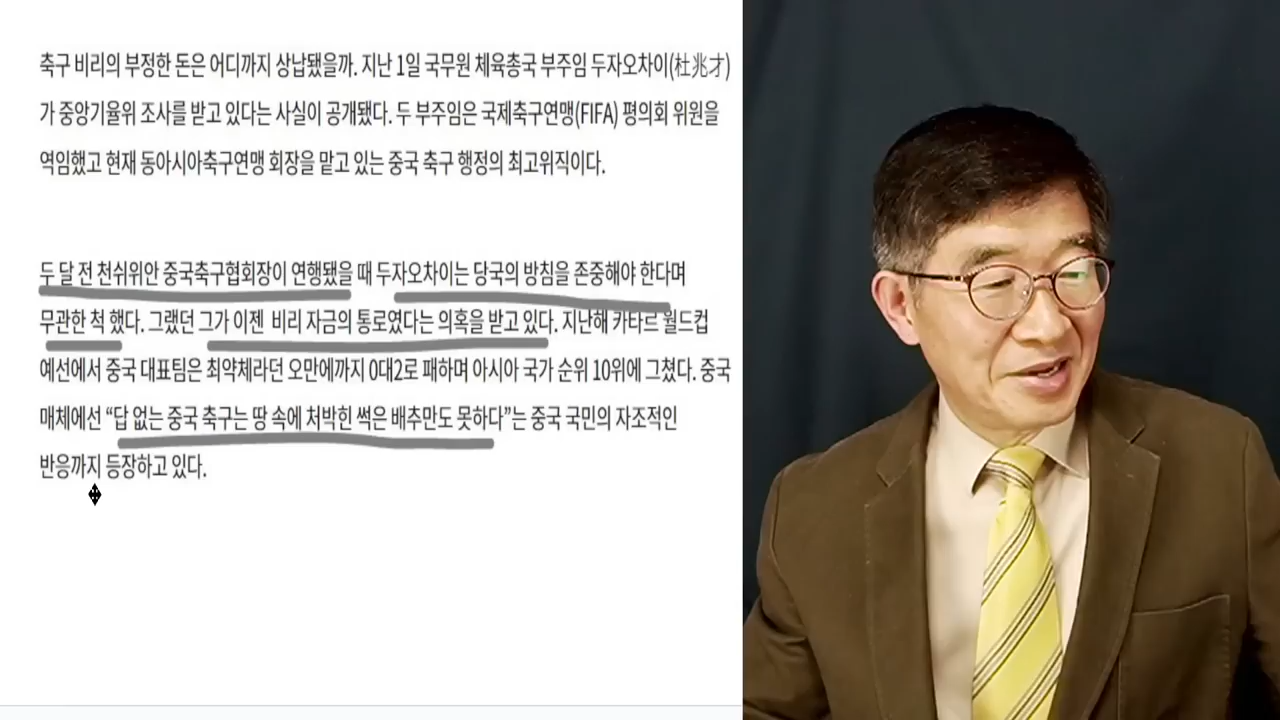 축구 비리의 부정한 돈은 어디까지 상납됐을까. 지난 1일 국무원 체육총국 부주임 두자오차이(杜兆才)
가 중앙기율위 조사를 받고 있다는 사실이 공개됐다. 두 부주임은 국제축구연맹(FIFA) 평의회 위원을
역임했고 현재 동아시아축구연맹 회장을 맡고 있는 중국 축구 행정의 최고위직이다.
두 달 전 천쉬위안 중국축구협회장이 연행됐을 때 두자오차이는 당국의 방침을 존중해야 한다며
무관한 척 했다. 그랬던 그가 이젠 비리 자금의 통로였다는 의혹을 받고 있다. 지난해 카타르 월드컵
예선에서 중국 대표팀은 최약체라던 오만에까지 0대2로 패하며 아시아 국가 순위 10위에 그쳤다. 중국
매체에선 “답 없는 중국 축구는 땅 속에 처박힌 썩은 배추만도 못하다”는 중국 국민의 자조적인
반응까지 등장하고 있다.